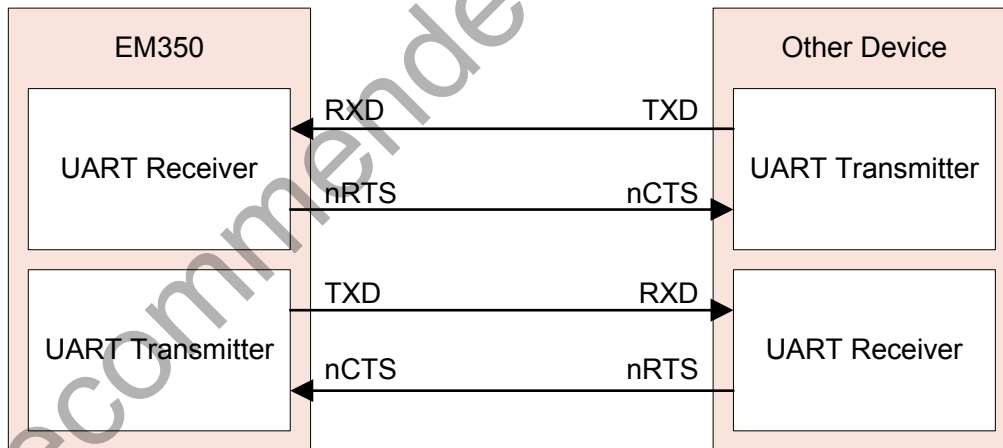 EM350
Other Device
RXD
TXD
UART Receiver
UART Transmitter
nRTS
nCTS
TXD
RXD
UART Transmitter
UART Receiver
nCTS
nRTS
ecommende